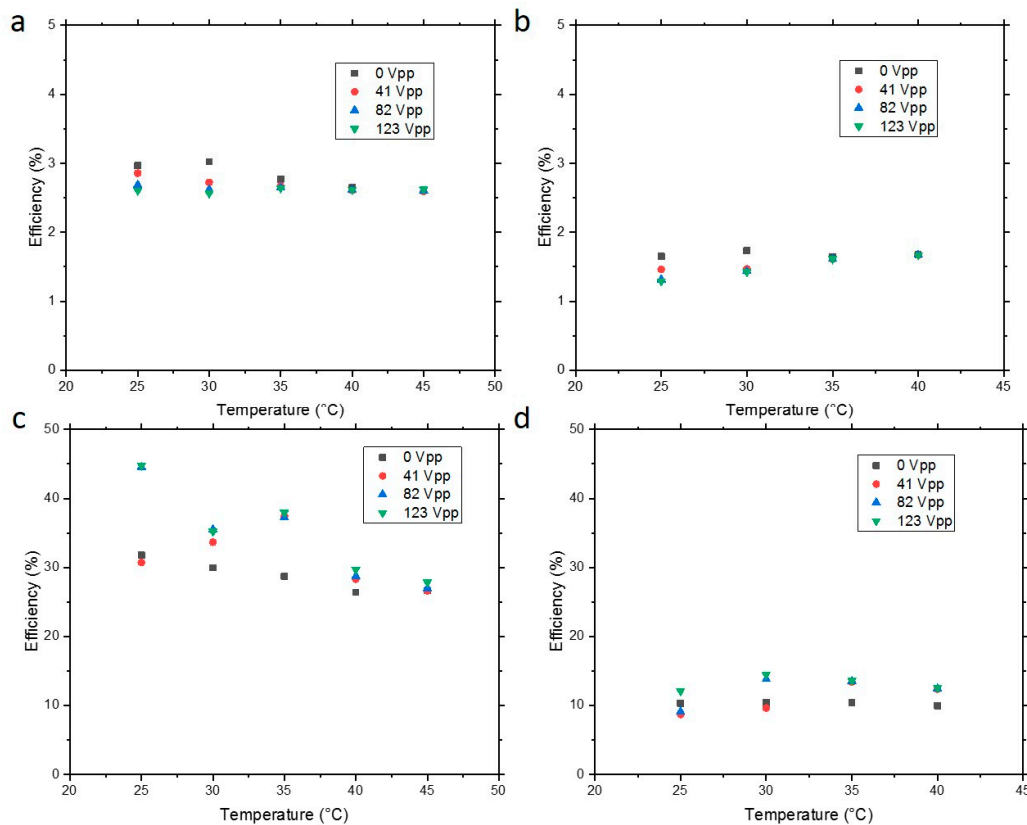 a
5
4
3
2
1
0
Efficiency (%)
0 Vpp
41 Vpp
82 Vpp
123 Vpp
20 25 30 35 40 45 50
Temperature (°C)
b
5
4
3
2
1
0
Efficiency (%)
0 Vpp
41 Vpp
82 Vpp
123 Vpp
20 25 30 35 40 45
Temperature (°C)
c
50
40
30
20
10
0
Efficiency (%)
0 Vpp
41 Vpp
82 Vpp
123 Vpp
20 25 30 35 40 45 50
Temperature (°C)
d
50
40
30
20
10
0
Efficiency (%)
0 Vpp
41 Vpp
82 Vpp
123 Vpp
20 25 30 35 40 45
Temperature (°C)